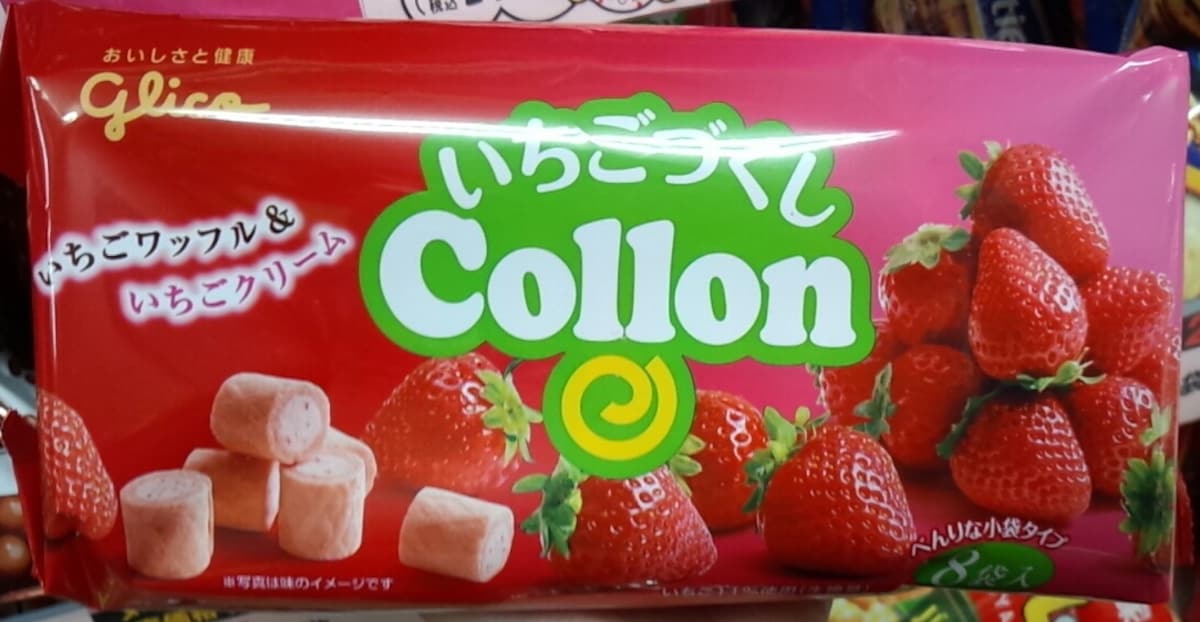 税込
おいしさと健康
Glico
いちごづくし
Collon
いちごワッフル&
いちごクリーム
べんりな小袋タイプ
8袋入
※写真は味のイメージです